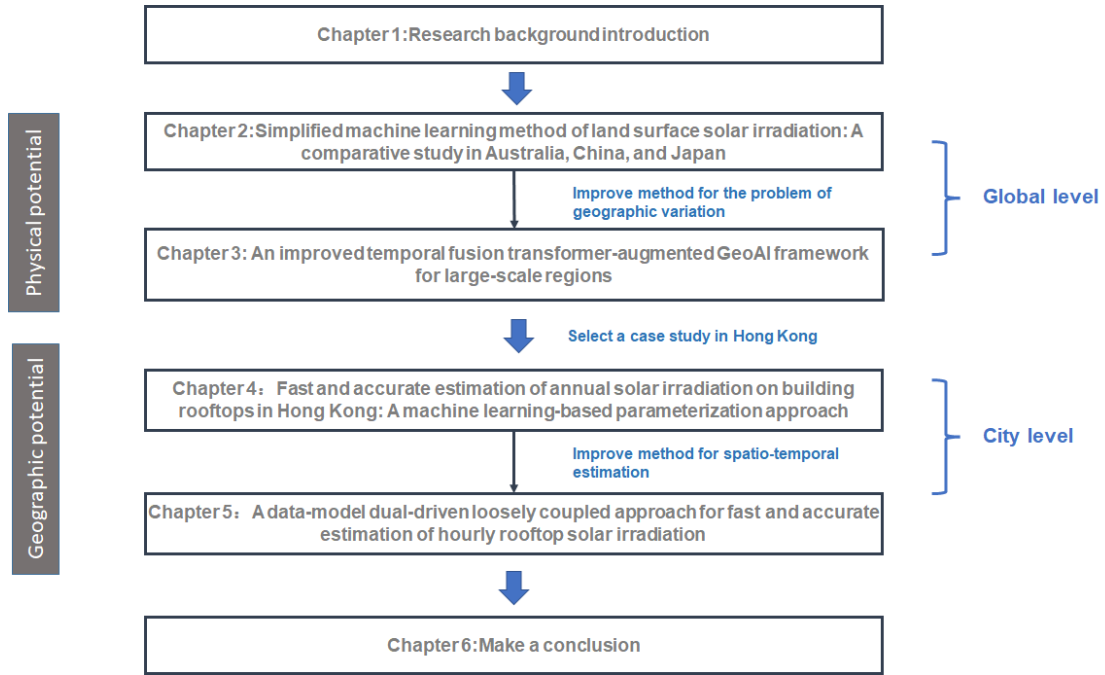 Chapter 1:Research background introduction
Physical potential
Chapter 2:Simplified machine learning method of land surface solar irradiation: A
comparative study in Australia, China, and Japan
Improve method for the problem of
geographic variation
Global level
Chapter 3: An improved temporal fusion transformer-augmented GeoAI framework
for large-scale regions
Select a case study in Hong Kong
Geographic potential
Chapter 4：Fast and accurate estimation of annual solar irradiation on building
rooftops in Hong Kong: A machine learning-based parameterization approach
Improve method for spatio-temporal
estimation
City level
Chapter 5：A data-model dual-driven loosely coupled approach for fast and accurate
estimation of hourly rooftop solar irradiation
Chapter 6:Make a conclusion